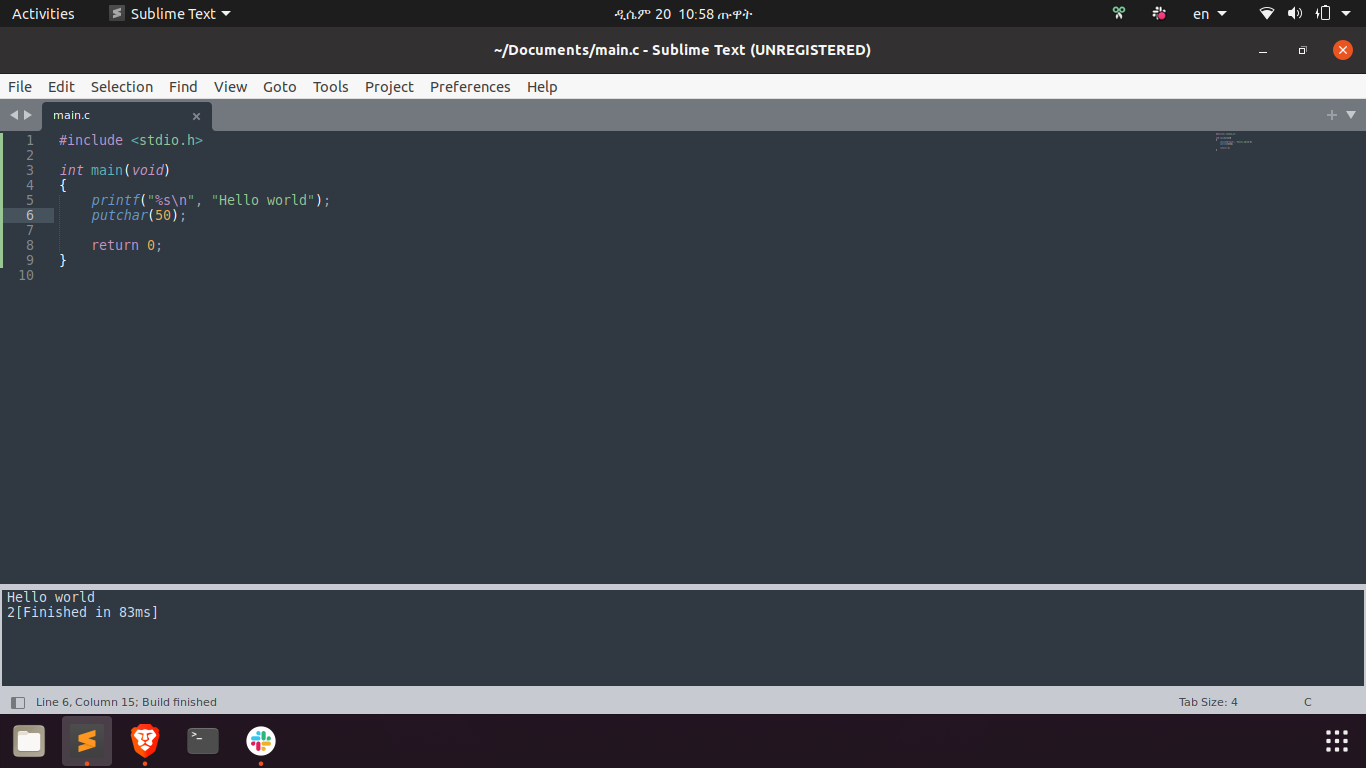 Activities Sublime Text ዲሴም 20 10:58 ጡዋት en
~/Documents/main.c - Sublime Text (UNREGISTERED)
File Edit Selection Find View Goto Tools Project Preferences Help
main.c
1 #include <stdio.h>
2
3 int main(void)
4 {
5 printf("%s\n", "Hello world");
6 putchar(50);
7
8 return 0;
9 }
10
Hello world
2[Finished in 83ms]
Line 6, Column 15; Build finished Tab Size: 4 C